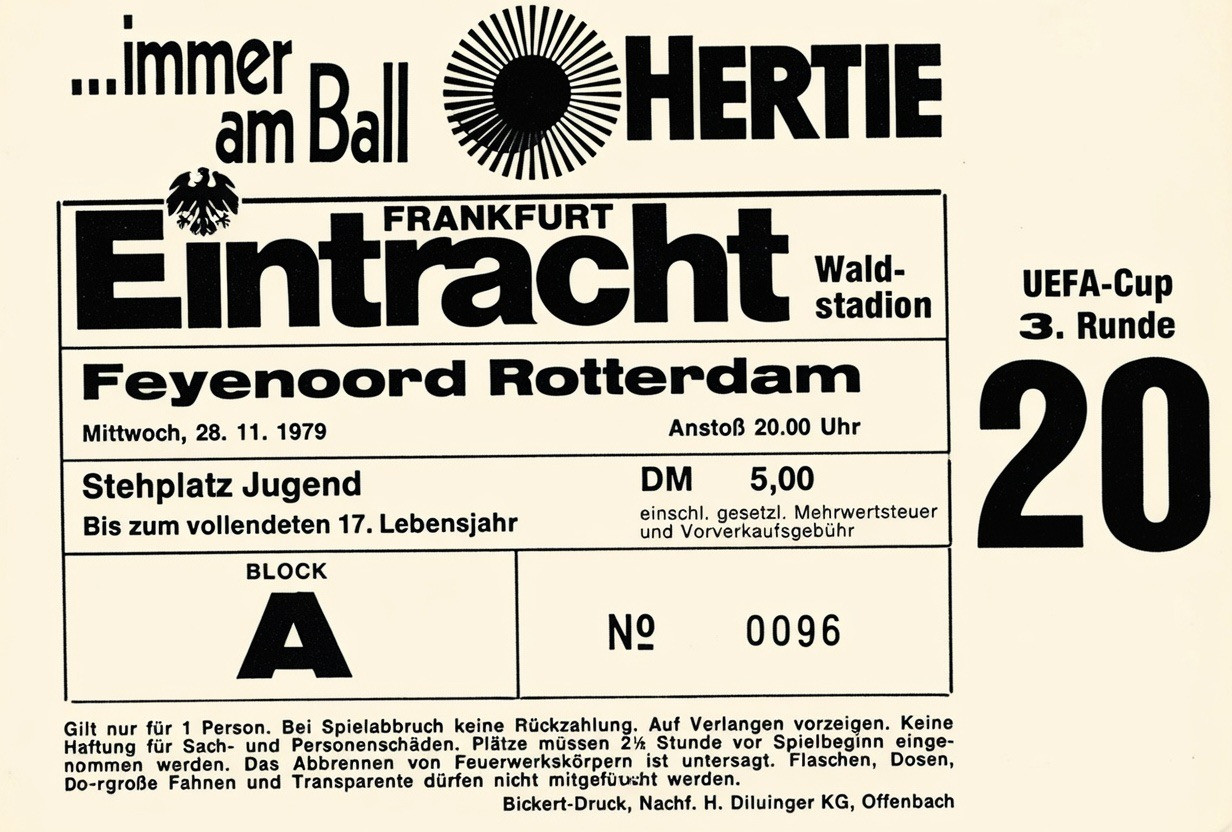 ...immer
am Ball
HERTIE
FRANKFURT
Eintracht
Wald-
stadion
UEFA-Cup
3. Runde
20
Feyenoord Rotterdam
Mittwoch, 28. 11. 1979 Anstoß 20.00 Uhr
Stehplatz Jugend DM 5,00
Bis zum vollendeten 17. Lebensjahr
einschl. gesetzl. Mehrwertsteuer
und Vorverkaufsgebühr
BLOCK
A
Nº 0096
Gilt nur für 1 Person. Bei Spielabbruch keine Rückzahlung. Auf Verlangen vorzeigen. Keine
Haftung für Sach- und Personenschäden. Plätze müssen 2½ Stunde vor Spielbeginn einge-
nommen werden. Das Abbrennen von Feuerwerkskörpern ist untersagt. Flaschen, Dosen,
Do-rgroße Fahnen und Transparente dürfen nicht werden.
Bickert-Druck, Nachf. H. Diluinger KG, Offenbach